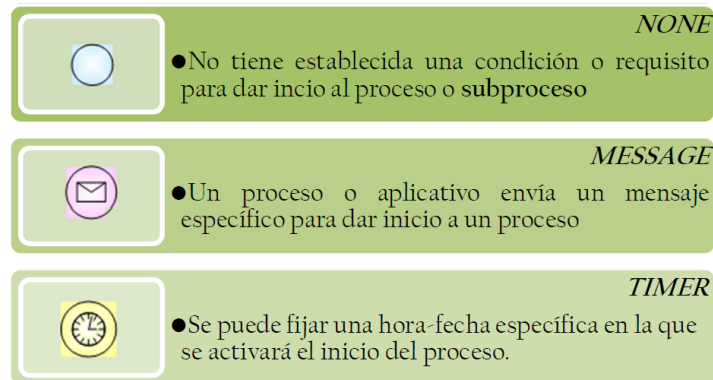 NONE
●No tiene establecida una condición o requisito
para dar incio al proceso o subproceso
MESSAGE
●Un proceso o aplicativo envía un mensaje
específico para dar inicio a un proceso
TIMER
●Se puede fijar una hora-fecha específica en la que
se activará el inicio del proceso.